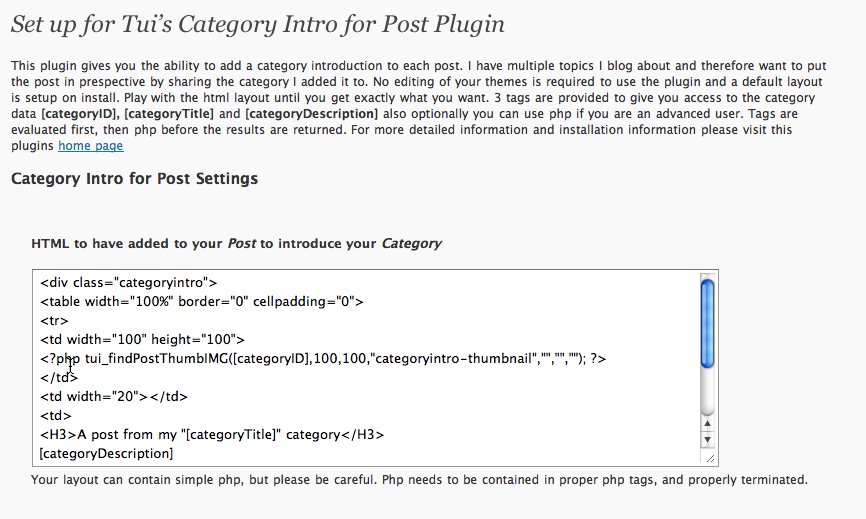 Set up for Tui's Category Intro for Post Plugin
This plugin gives you the ability to add a category introduction to each post. I have multiple topics I blog about and therefore want to put
the post in prespective by sharing the category I added it to. No editing of your themes is required to use the plugin and a default layout
is setup on install. Play with the html layout until you get exactly what you want. 3 tags are provided to give you access to the category
data [categoryID], [categoryTitle] and [categoryDescription] also optionally you can use php if you are an advanced user. Tags are
evaluated first, then php before the results are returned. For more detailed information and installation information please visit this
plugins home page
Category Intro for Post Settings
HTML to have added to your Post to introduce your Category
<div class="categoryintro">
<table width="100%" border="0" cellpadding="0">
<tr>
<td width="100" height="100">
<?php tui_findPostThumbIMG([categoryID],100,100,"categoryintro-thumbnail","","",""); ?>
</td>
<td width="20"></td>
<td>
<H3>A post from my "[categoryTitle]" category</H3>
[categoryDescription]
Your layout can contain simple php, but please be careful. Php needs to be contained in proper php tags, and properly terminated.